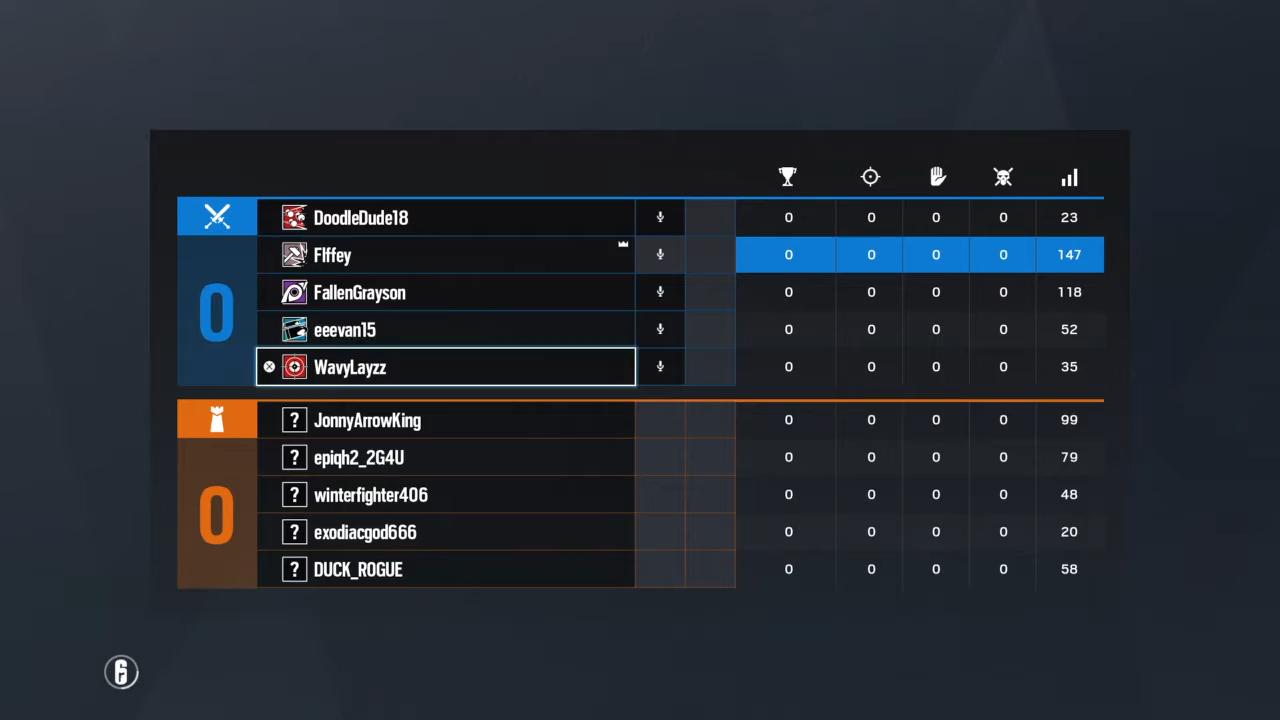 DoodleDude18 0 0 0 0 23
Flffey 0 0 0 0 147
FallenGrayson 0 0 0 0 118
0
eeevan15 0 0 0 0 52
WavyLayzz 0 0 0 0 35
? JonnyArrowKing 0 0 0 0 99
? epiqh2_2G4U 0 0 0 0 79
? winterfighter406 0 0 0 0 48
0
? exodiacgod666 0 0 0 0 20
? DUCK_ROGUE 0 0 0 0 58
6